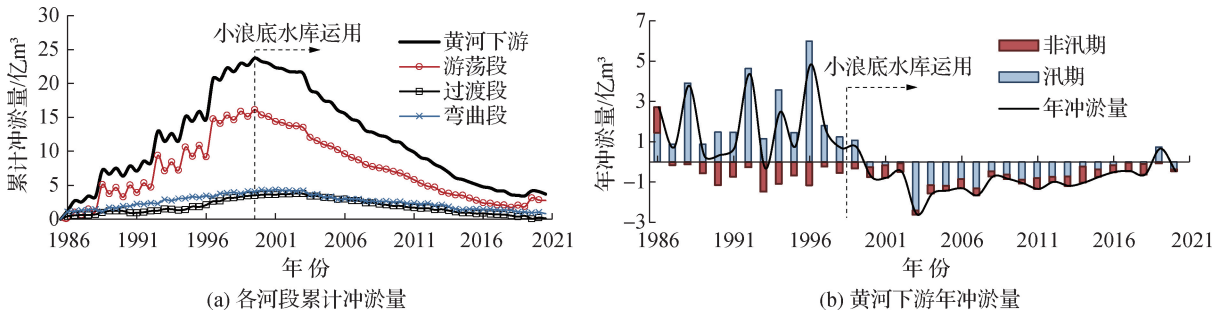 30
25
20
15
10
5
0
累计冲淤量/亿m³
小浪底水库运用
黄河下游
游荡段
过渡段
弯曲段
1986 1991 1996 2001 2006 2011 2016 2021
年 份
(a) 各河段累计冲淤量
7
5
3
1
−1
−3
年冲淤量/亿m³
小浪底水库运用
非汛期
汛期
年冲淤量
1986 1991 1996 2001 2006 2011 2016 2021
年 份
(b) 黄河下游年冲淤量